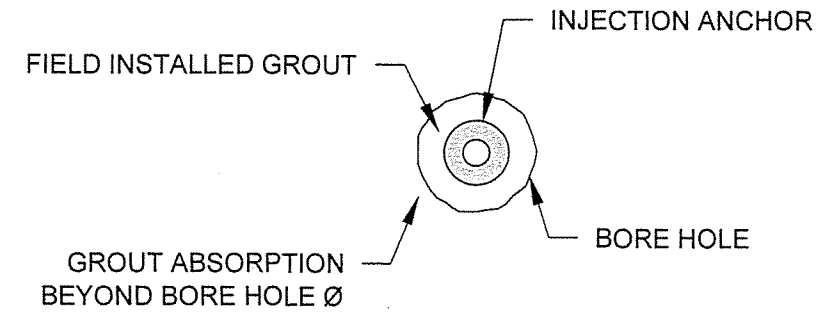 INJECTION ANCHOR
FIELD INSTALLED GROUT
BORE HOLE
GROUT ABSORPTION
BEYOND BORE HOLE Ø